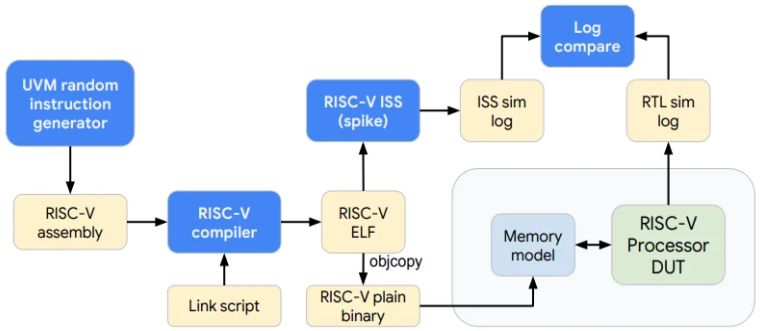 Log
compare
UVM random
instruction
generator
RISC-V ISS
(spike)
ISS sim
log
RTL sim
log
RISC-V
assembly
RISC-V
compiler
RISC-V
ELF
objcopy
Memory
model
RISC-V
Processor
DUT
Link script
RISC-V plain
binary